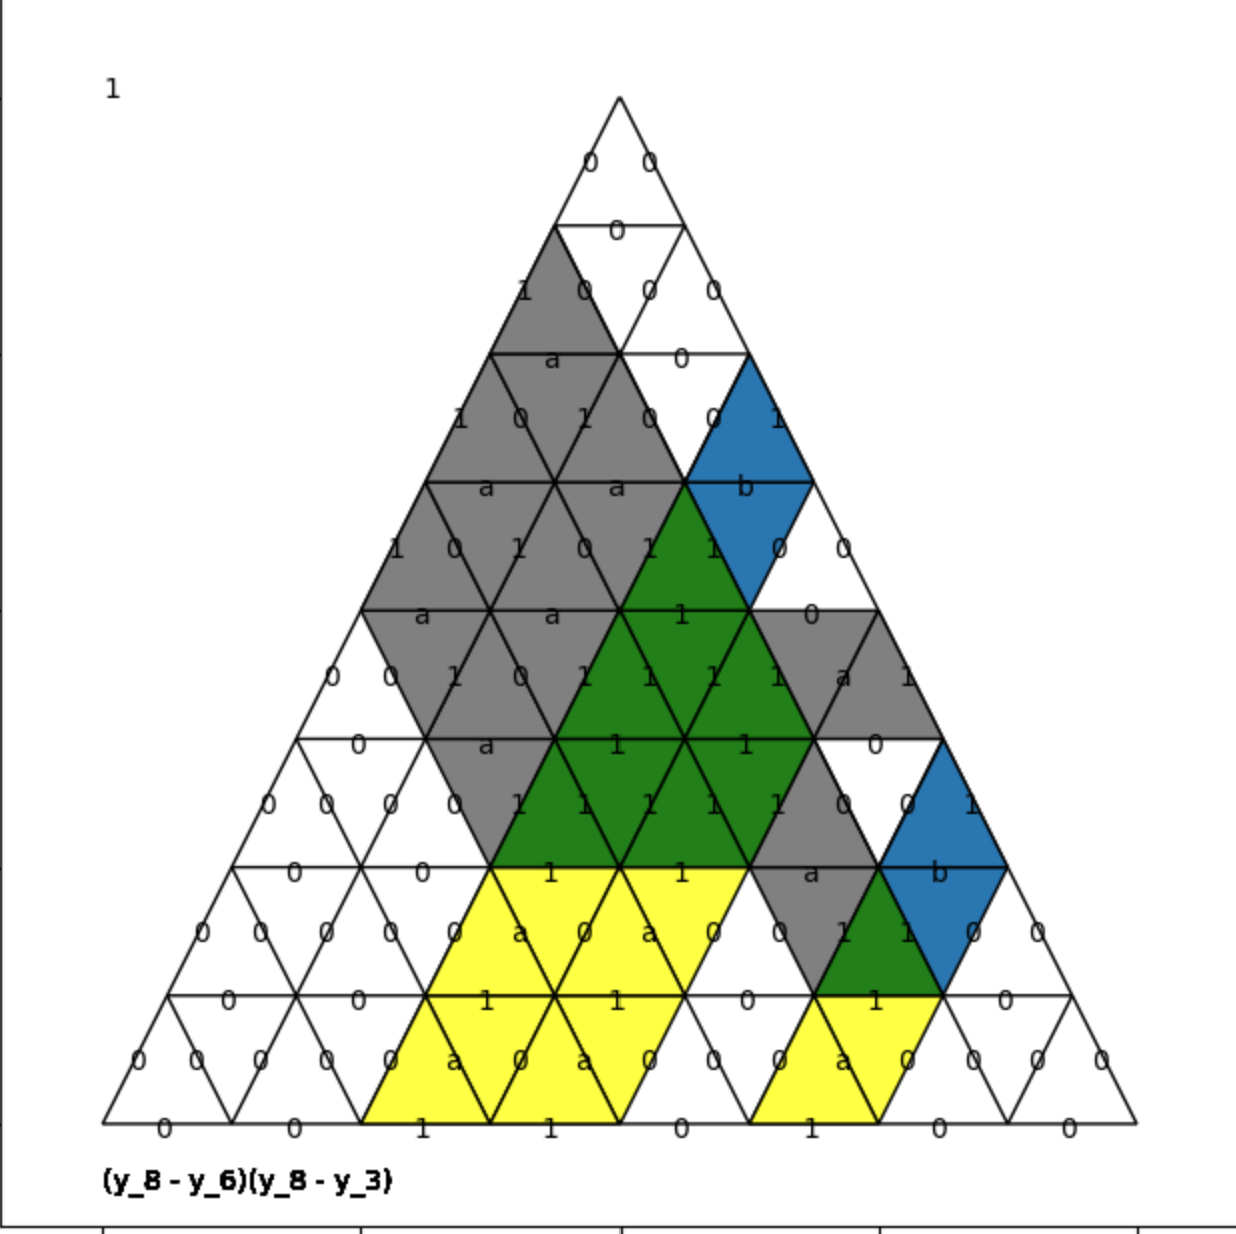 1
0 0
0
1 0 0 0
a 0
1 0 1 0 0 1
a a b
1 0 1 0 1 1 0 0
a a 1 0
0 0 1 0 1 1 1 1 a 1
0 a 1 1 0
0 0 0 0 1 1 1 1 1 0 0 1
0 0 1 1 a b
0 0 0 0 0 a 0 a 0 0 1 1 0 0
0 0 1 1 0 1 0
0 0 0 0 0 a 0 a 0 0 0 a 0 0 0 0
0 0 1 1 0 1 0 0
(y_8 - y_6)(y_8 - y_3)